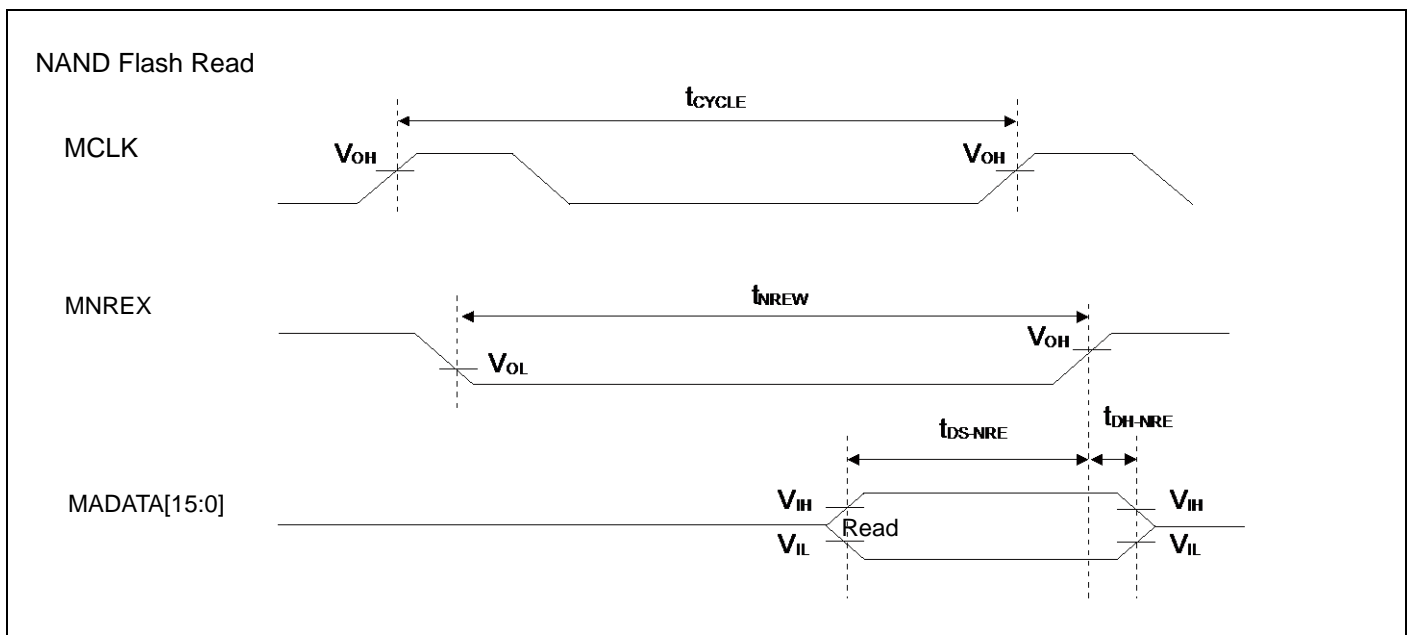 NAND Flash Read
tCYCLE
MCLK
VOH
VOH
tNREW
MNREX
VOH
VOL
tDS-NRE
tDH-NRE
MADATA[15:0]
VIH
VIH
Read
VIL
VIL